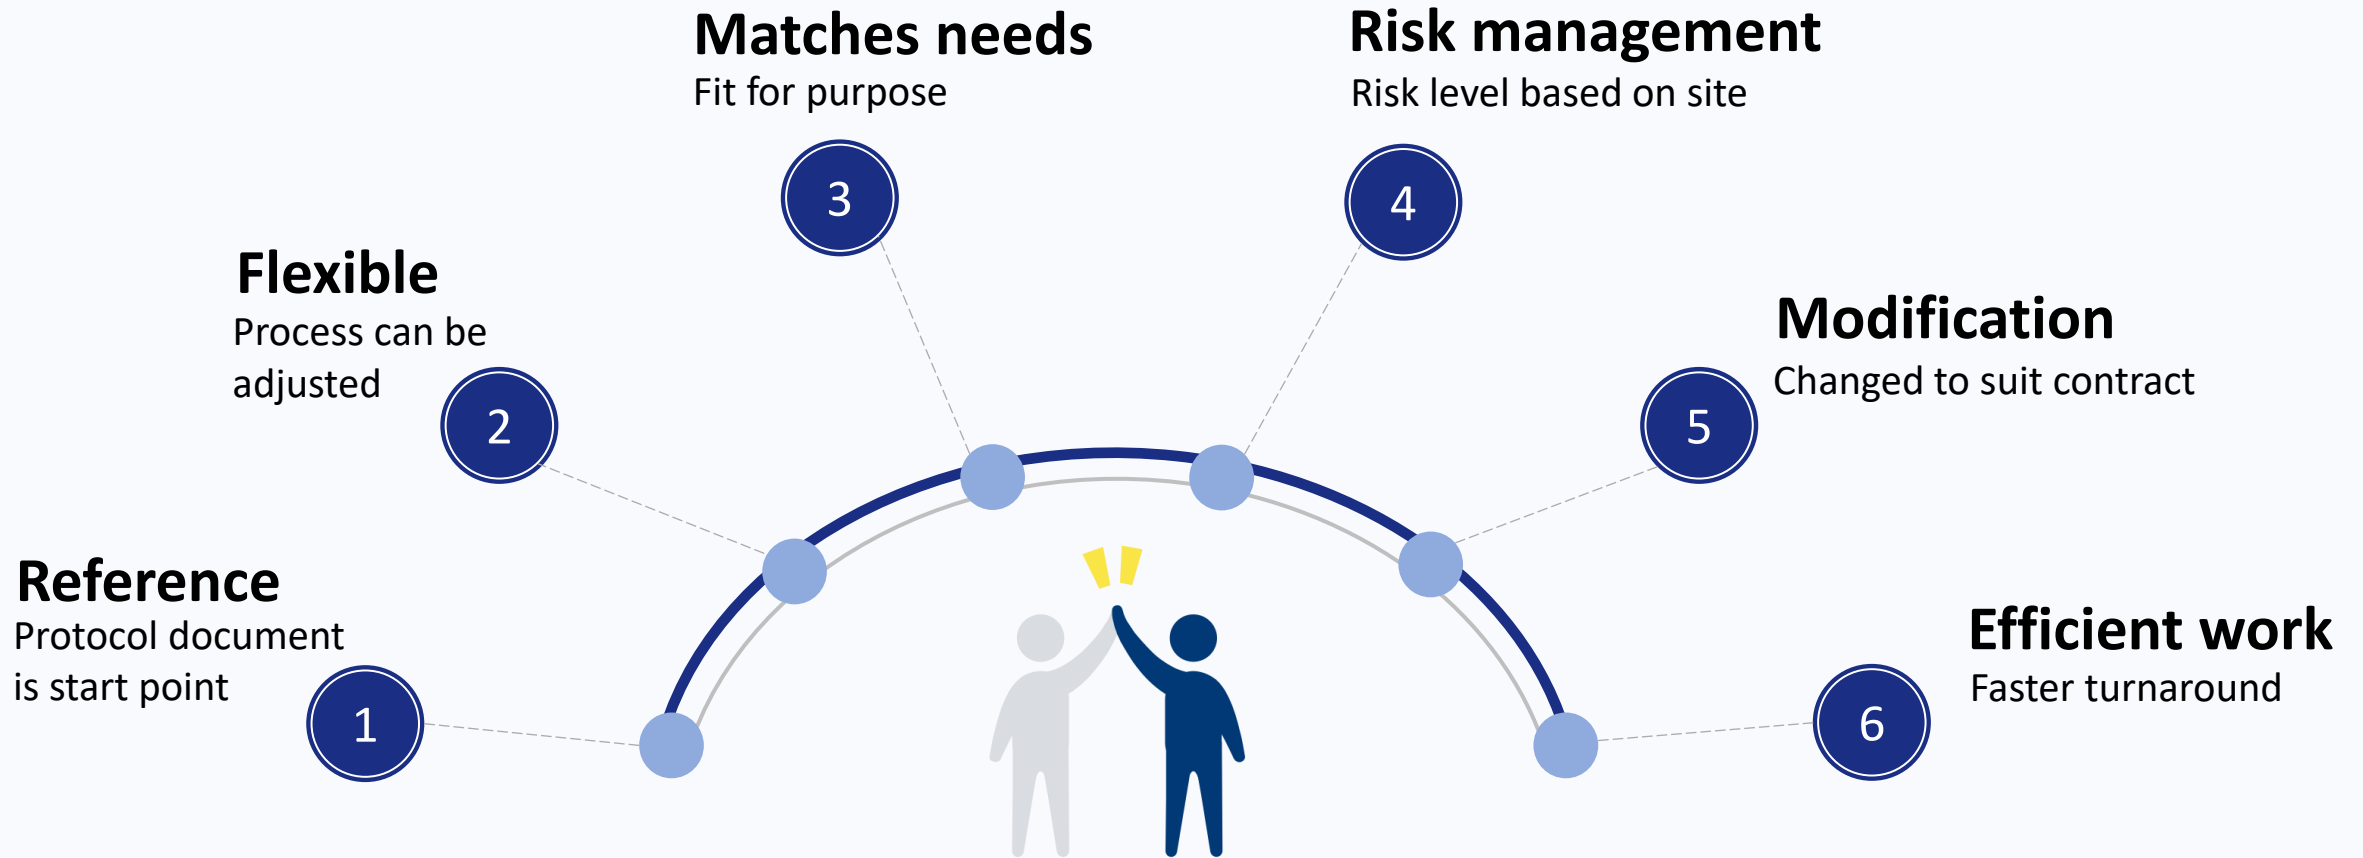 Reference
Protocol document
is start point
1
Flexible
Process can be
adjusted
2
Matches needs
Fit for purpose
3
Risk management
Risk level based on site
4
Modification
Changed to suit contract
5
Efficient work
Faster turnaround
6